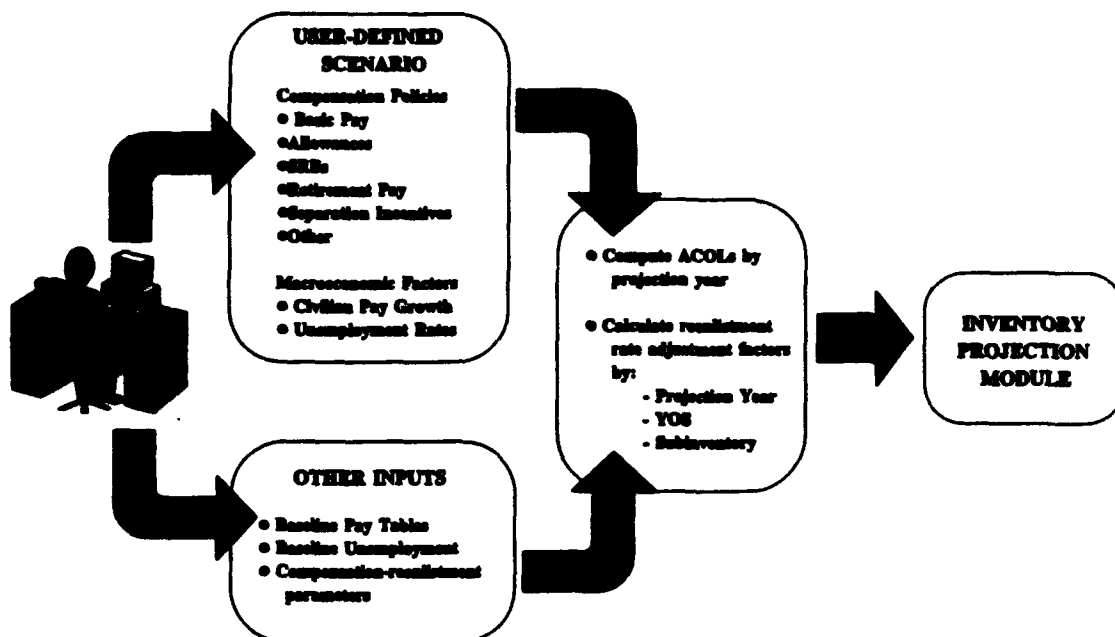 USER-DEFINED
SCENARIO
Compensation Policies
● Basic Pay
●Allowances
●SRBs
●Retirement Pay
●Separation Incentives
●Other
Macroeconomic Factors
● Civilian Pay Growth
● Unemployment Rates
● Compute ACOLs by
projection year
● Calculate reenlistment
rate adjustment factors
by:
- Projection Year
- YOS
- Subinventory
INVENTORY
PROJECTION
MODULE
OTHER INPUTS
● Baseline Pay Tables
● Baseline Unemployment
● Compensation-reenlistment
parameters